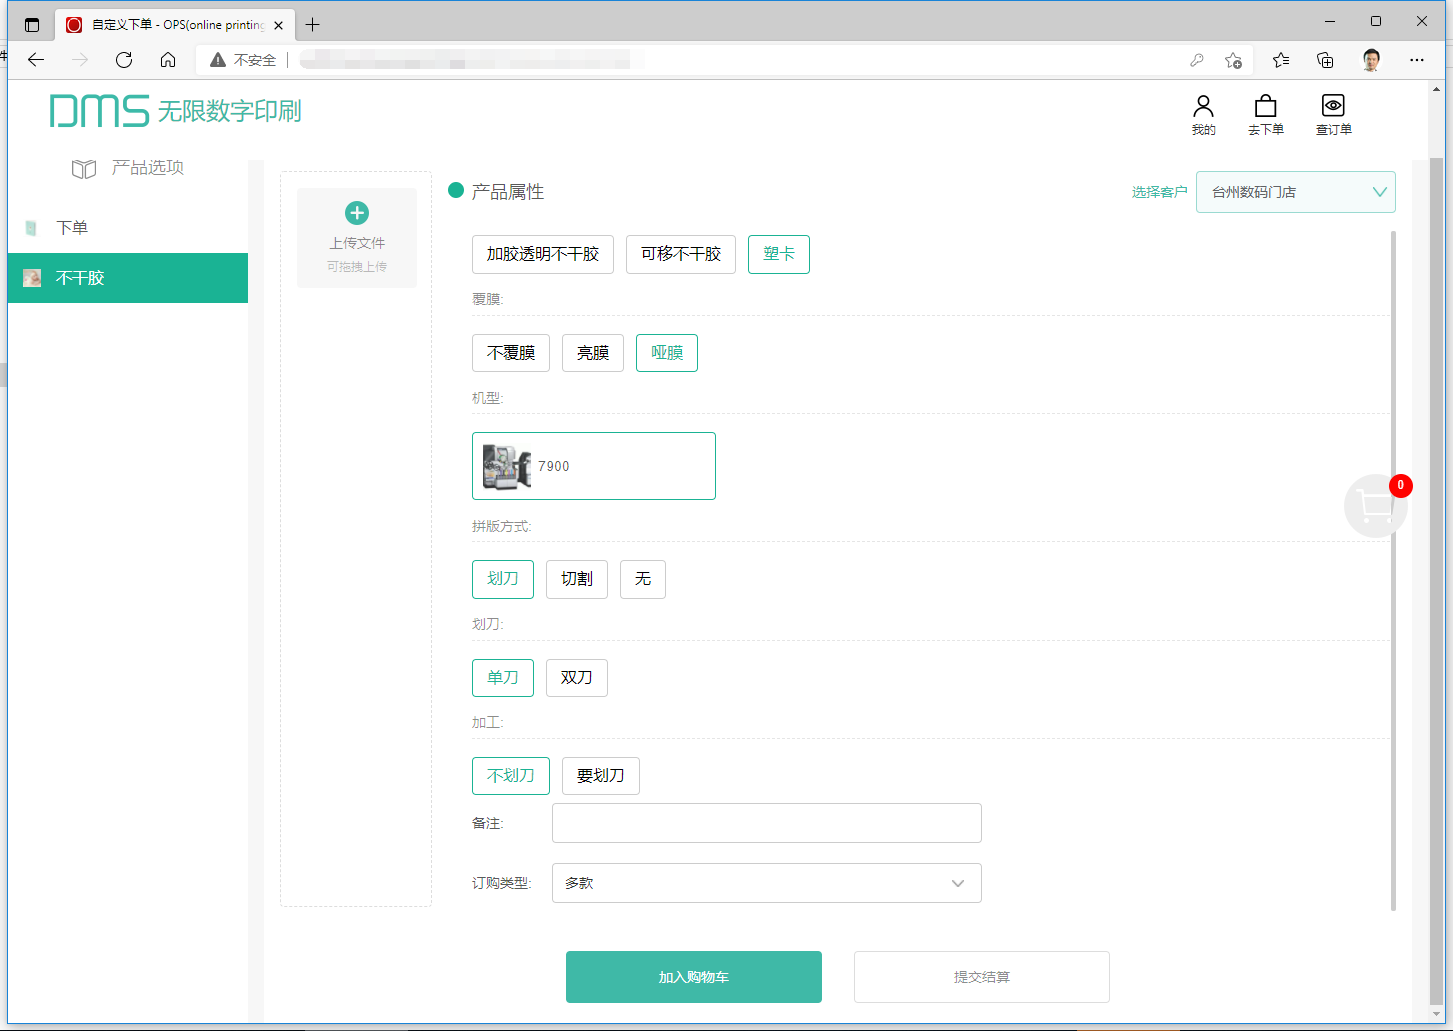 自定义下单 - OPS(online printing
不安全
DMS 无限数字印刷
我的
去下单
查订单
产品选项
下单
不干胶
上传文件
可拖拽上传
产品属性
选择客户
台州数码门店
加胶透明不干胶
可移不干胶
塑卡
覆膜:
不覆膜
亮膜
哑膜
机型:
7900
0
拼版方式:
划刀
切割
无
划刀:
单刀
双刀
加工:
不划刀
要划刀
备注:
订购类型:
多款
加入购物车
提交结算